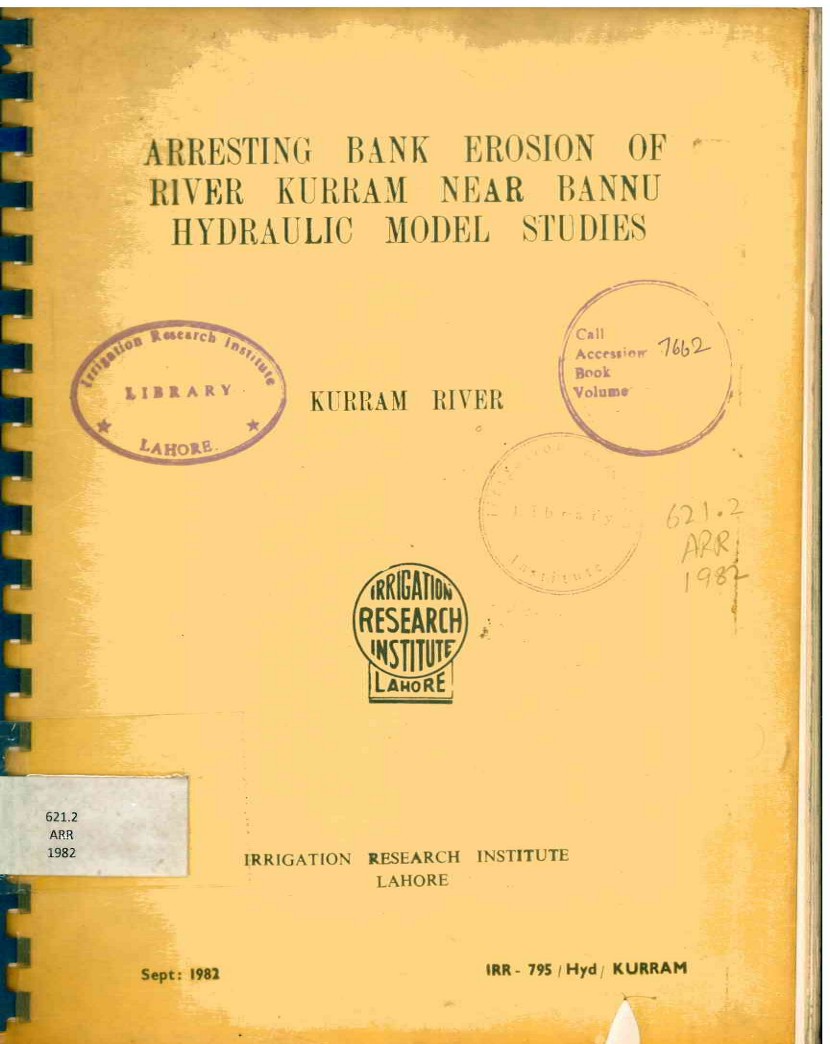 ARRESTING BANK EROSION OF
RIVER KURRAM NEAR BANNU
HYDRAULIC MODEL STUDIES
Irrigation Research Institute
LIBRARY
LAHORE.
Call
Accession 7662
Book
Volume
KURRAM RIVER
Library
Institute
621.2
ARR
1982
IRRIGATION
RESEARCH
INSTITUTE
LAHORE
621.2
ARR
1982
IRRIGATION RESEARCH INSTITUTE
LAHORE
Sept: 1982
IRR - 795 / Hyd / KURRAM